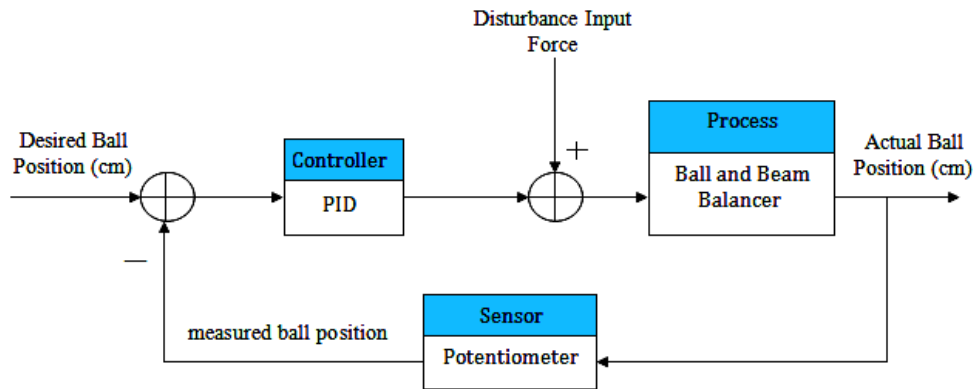 Disturbance Input
Force
Desired Ball
Position (cm)
Controller
PID
+
Process
Ball and Beam
Balancer
Actual Ball
Position (cm)
—
measured ball position
Sensor
Potentiometer